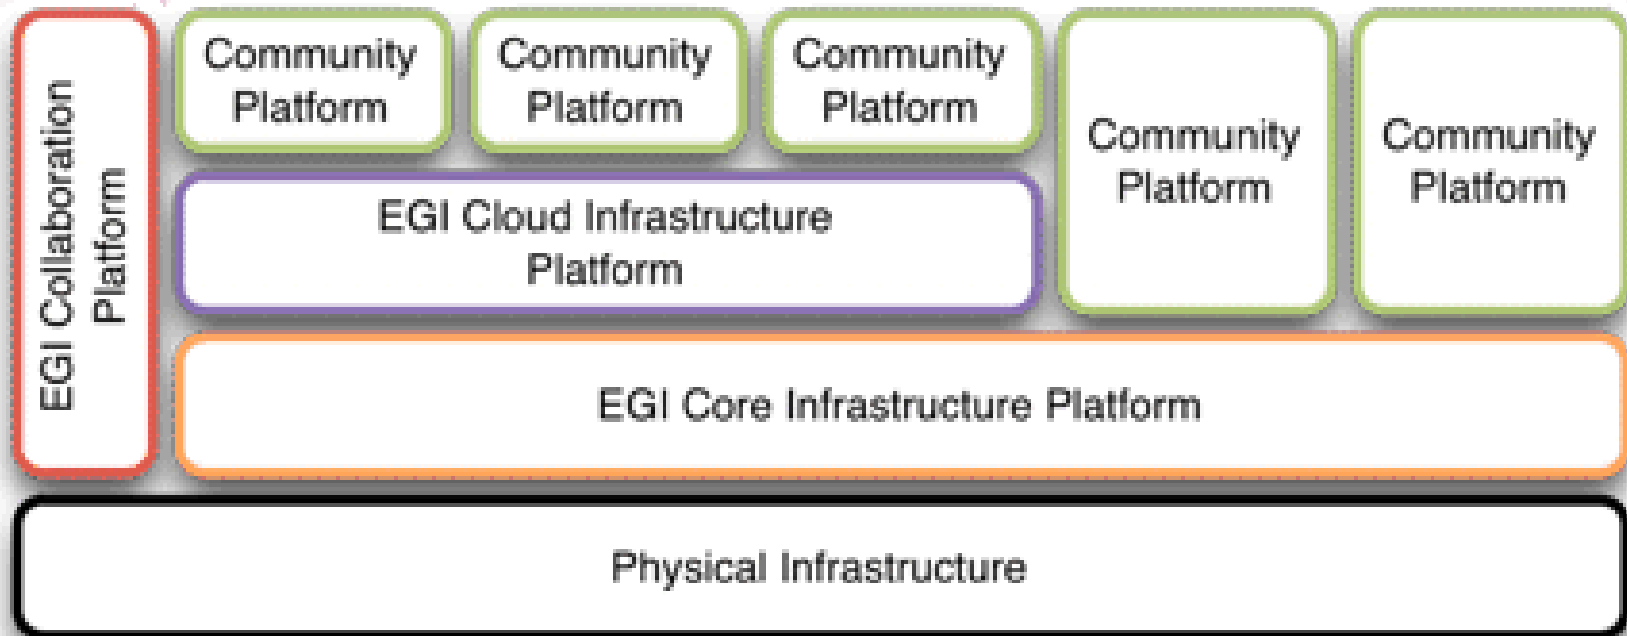 EGI Collaboration
Platform
Community
Platform
Community
Platform
Community
Platform
Community
Platform
Community
Platform
EGI Cloud Infrastructure
Platform
EGI Core Infrastructure Platform
Physical Infrastructure